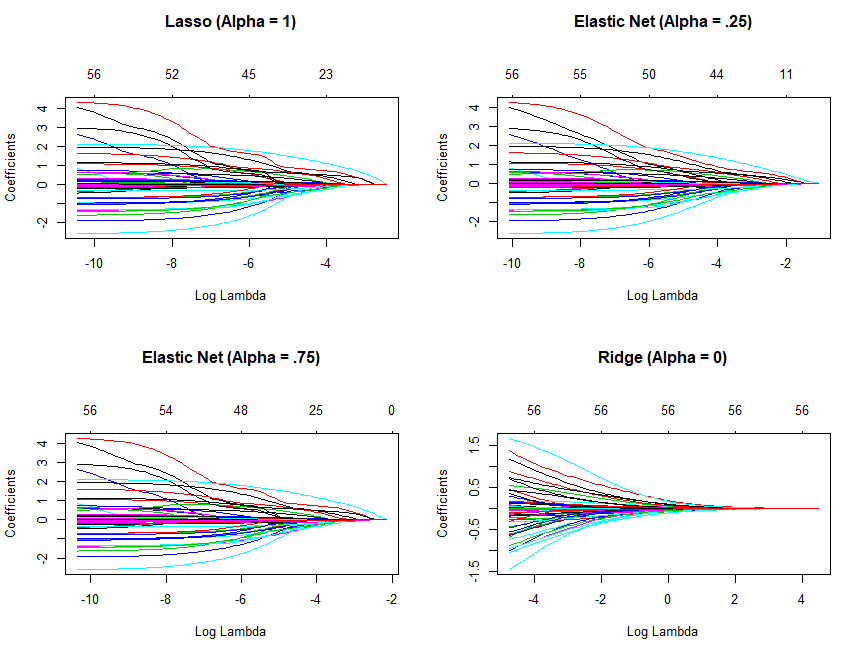 Lasso (Alpha = 1)
56 52 45 23
Coefficients
4
3
2
1
0
-2
-10 -8 -6 -4
Log Lambda
Elastic Net (Alpha = .25)
56 55 50 44 11
Coefficients
4
3
2
1
0
-2
-10 -8 -6 -4 -2
Log Lambda
Elastic Net (Alpha = .75)
56 54 48 25 0
Coefficients
4
3
2
1
0
-2
-10 -8 -6 -4 -2
Log Lambda
Ridge (Alpha = 0)
56 56 56 56 56
Coefficients
1.5
0.5
-0.5
-1.5
-4 -2 0 2 4
Log Lambda